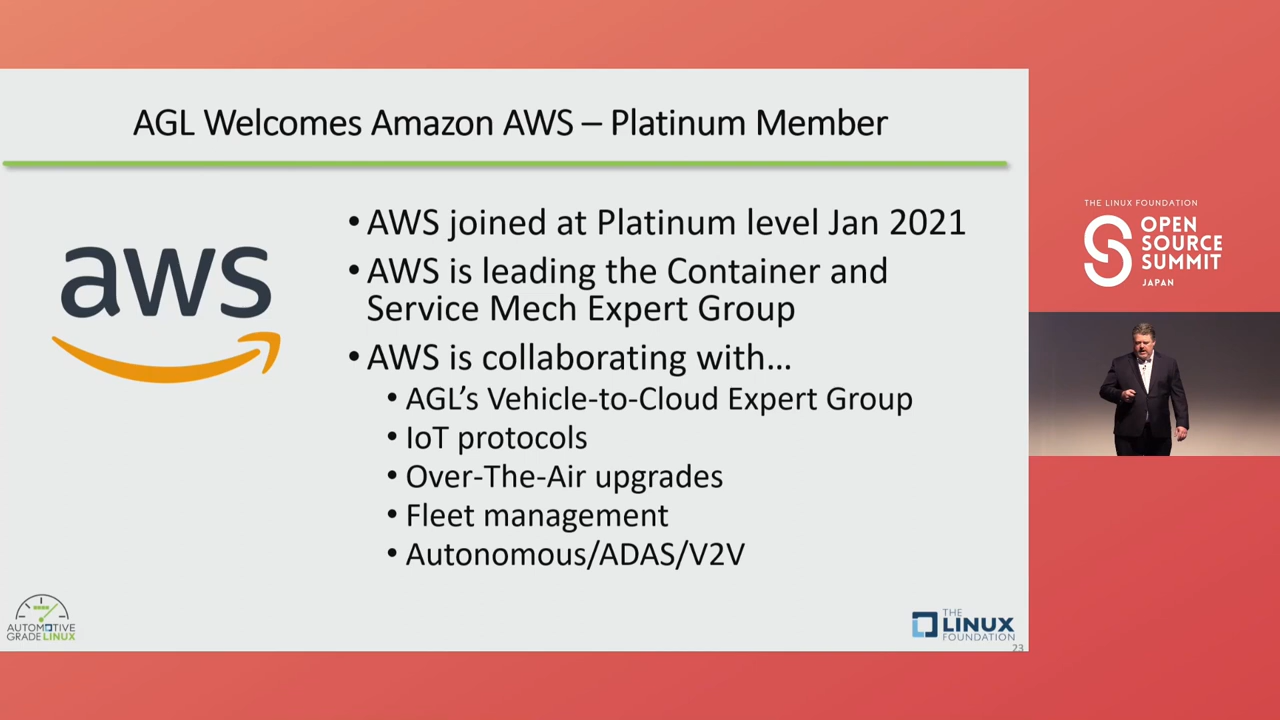 AGL Welcomes Amazon AWS – Platinum Member
aws
• AWS joined at Platinum level Jan 2021
• AWS is leading the Container and
Service Mech Expert Group
• AWS is collaborating with…
• AGL’s Vehicle-to-Cloud Expert Group
• IoT protocols
• Over-The-Air upgrades
• Fleet management
• Autonomous/ADAS/V2V
AUTOMOTIVE
GRADE LINUX
THE
LINUX
FOUNDATION
23
THE LINUX FOUNDATION
OPEN
SOURCE
SUMMIT
JAPAN